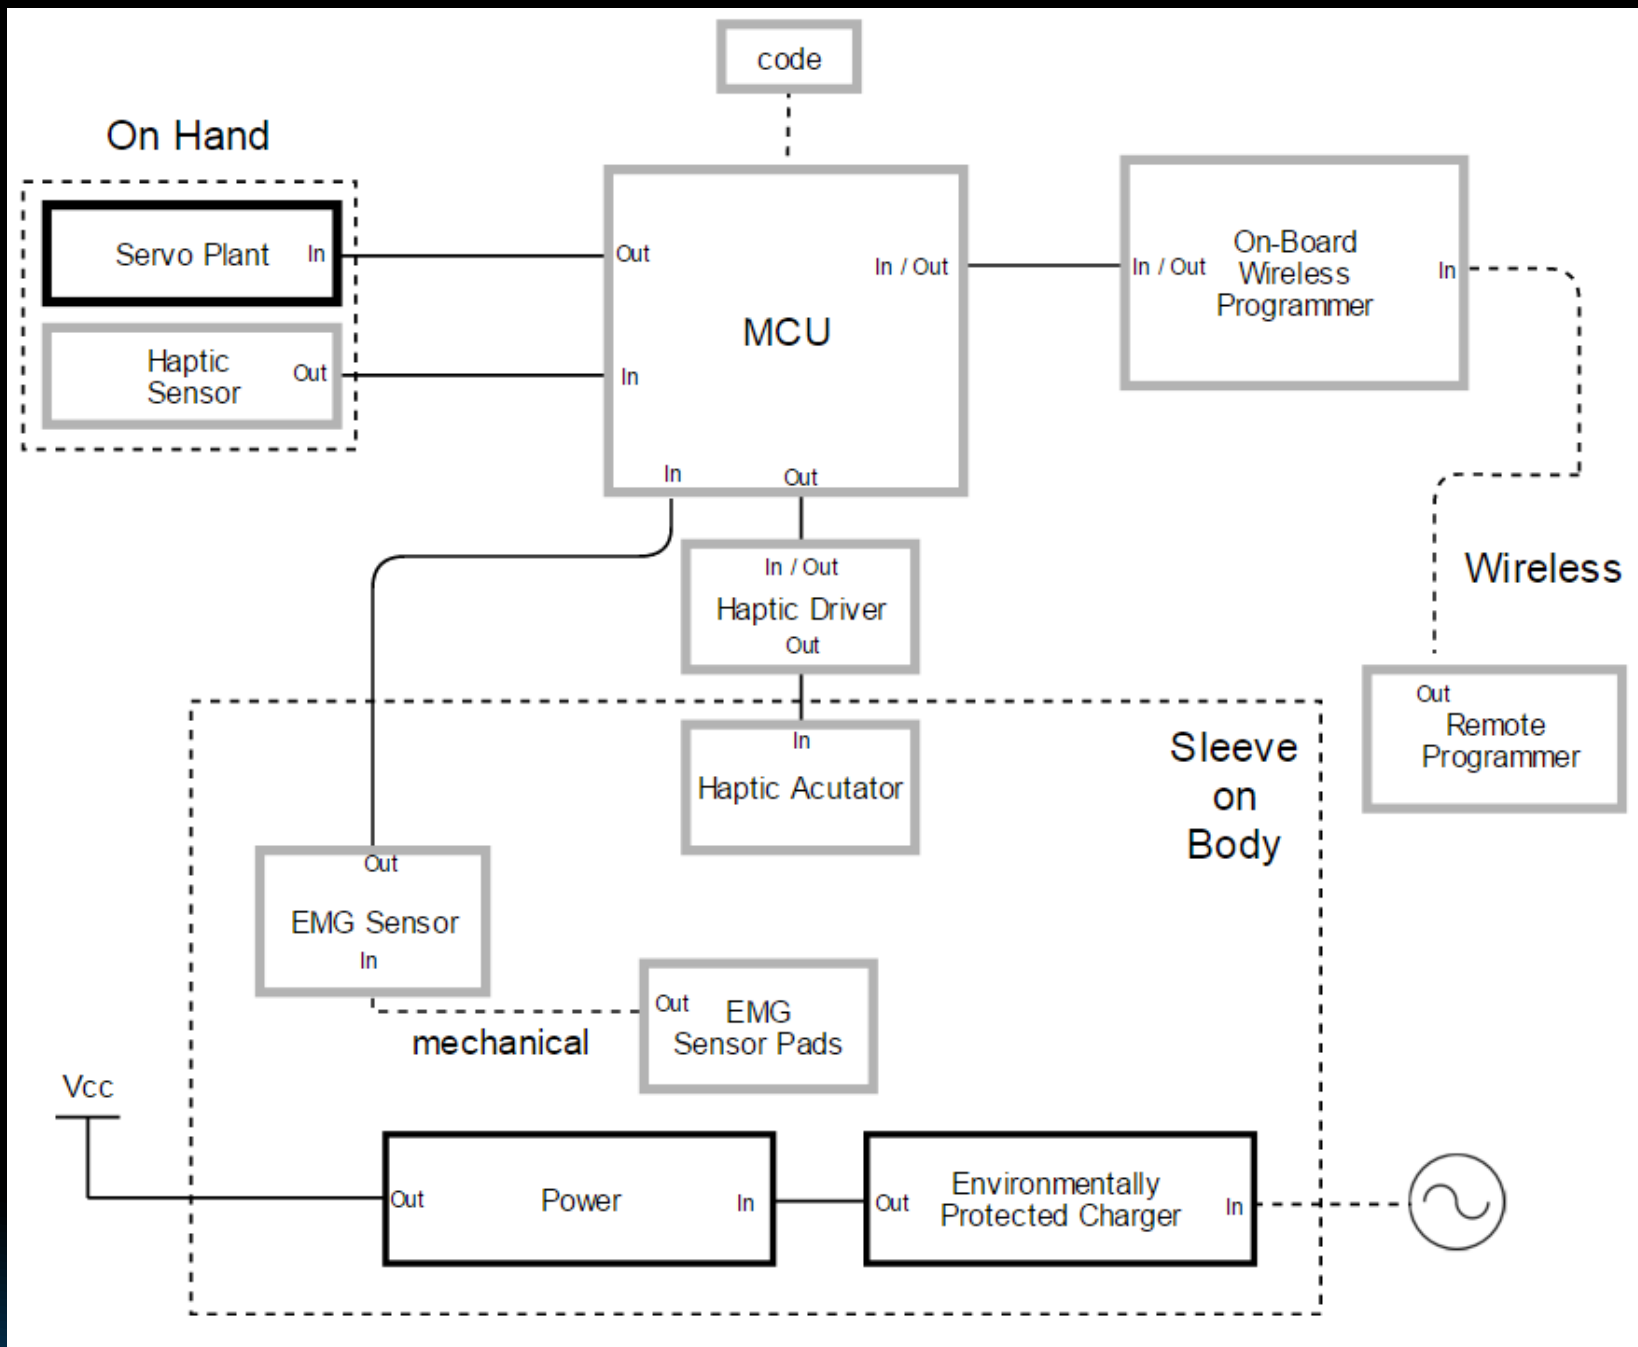 code
On Hand
Servo Plant
In
Haptic
Sensor
Out
Out
In
MCU
In / Out
In
Out
In / Out
On-Board
Wireless
Programmer
In
Wireless
In / Out
Haptic Driver
Out
Out
Remote
Programmer
In
Haptic Acutator
Sleeve
on
Body
Out
EMG Sensor
In
mechanical
Out
EMG
Sensor Pads
Vcc
Out
Power
In
Out
Environmentally
Protected Charger
In